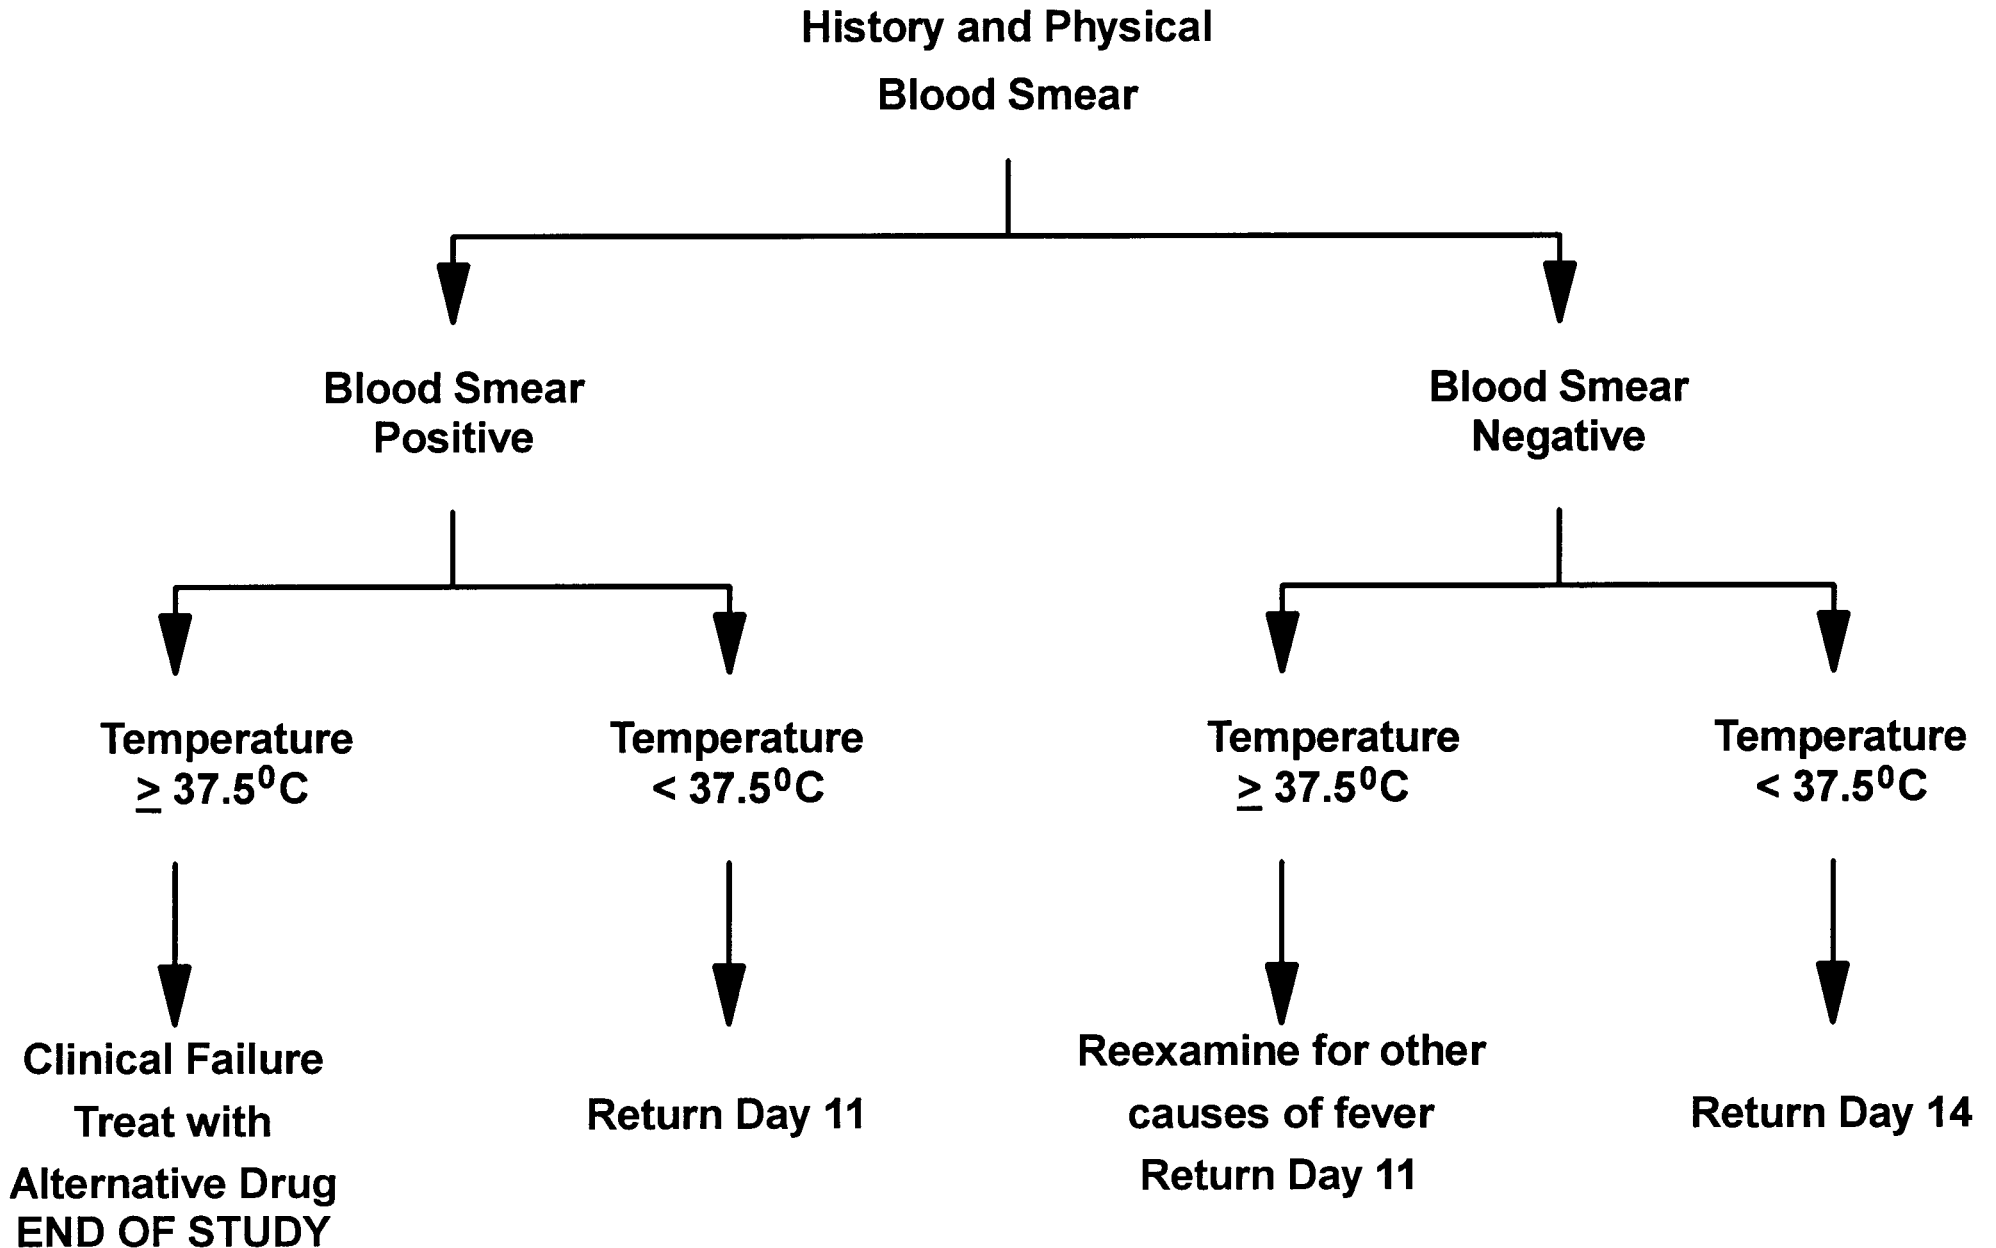 History and Physical
Blood Smear
Blood Smear
Positive
Blood Smear
Negative
Temperature
≥ 37.5⁰C
Temperature
< 37.5⁰C
Temperature
≥ 37.5⁰C
Temperature
< 37.5⁰C
Clinical Failure
Treat with
Alternative Drug
END OF STUDY
Return Day 11
Reexamine for other
causes of fever
Return Day 11
Return Day 14